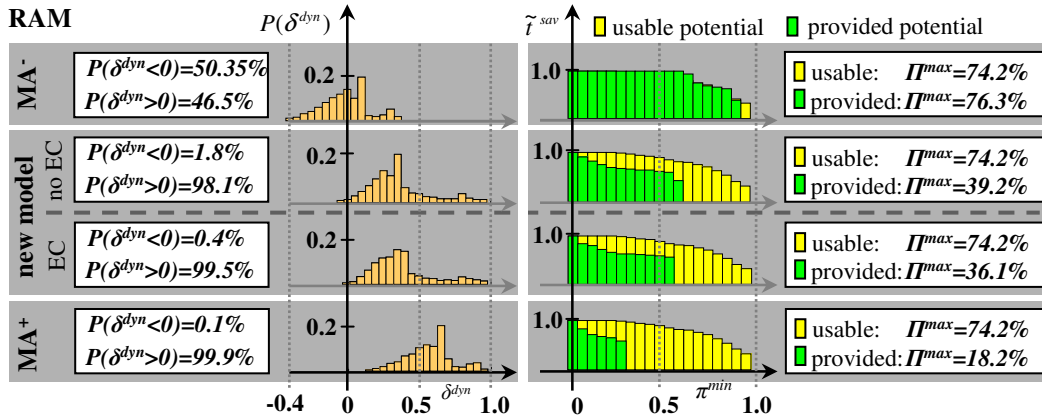 RAM
P(δ^dyn)
t̃ ^sav
usable potential
provided potential
MA⁻
P(δ^dyn<0)=50.35%
P(δ^dyn>0)=46.5%
0.2
1.0
usable: Π^max=74.2%
provided: Π^max=76.3%
new model
no EC
P(δ^dyn<0)=1.8%
P(δ^dyn>0)=98.1%
0.2
1.0
usable: Π^max=74.2%
provided: Π^max=39.2%
EC
P(δ^dyn<0)=0.4%
P(δ^dyn>0)=99.5%
0.2
1.0
usable: Π^max=74.2%
provided: Π^max=36.1%
MA⁺
P(δ^dyn<0)=0.1%
P(δ^dyn>0)=99.9%
0.2
1.0
usable: Π^max=74.2%
provided: Π^max=18.2%
δ^dyn
π^min
-0.4 0 0.5 1.0
0 0.5 1.0